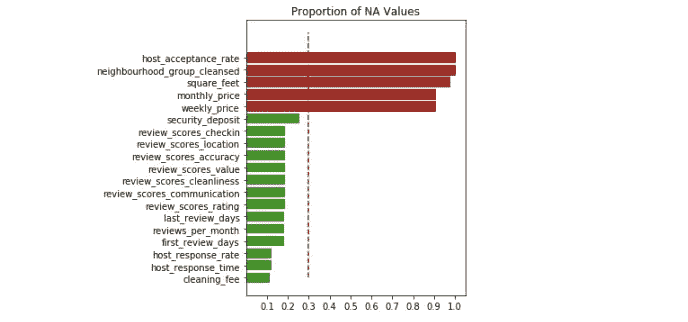 Proportion of NA Values
host_acceptance_rate
neighbourhood_group_cleansed
square_feet
monthly_price
weekly_price
security_deposit
review_scores_checkin
review_scores_location
review_scores_accuracy
review_scores_value
review_scores_cleanliness
review_scores_communication
review_scores_rating
last_review_days
reviews_per_month
first_review_days
host_response_rate
host_response_time
cleaning_fee
0.1 0.2 0.3 0.4 0.5 0.6 0.7 0.8 0.9 1.0